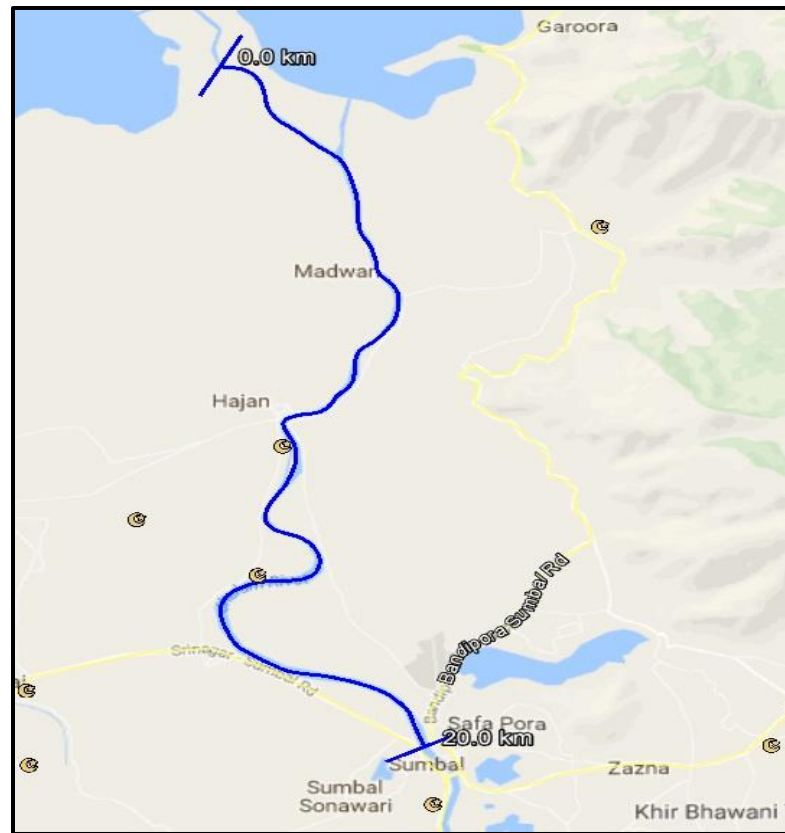 Garoora
0.0 km
Madwan
Hajan
Srinagar - Sumbal Rd
Bandipora Sumbal Rd
Safa Pora
20.0 km
Sumbal
Zazna
Sumbal
Sonawari
Khir Bhawani